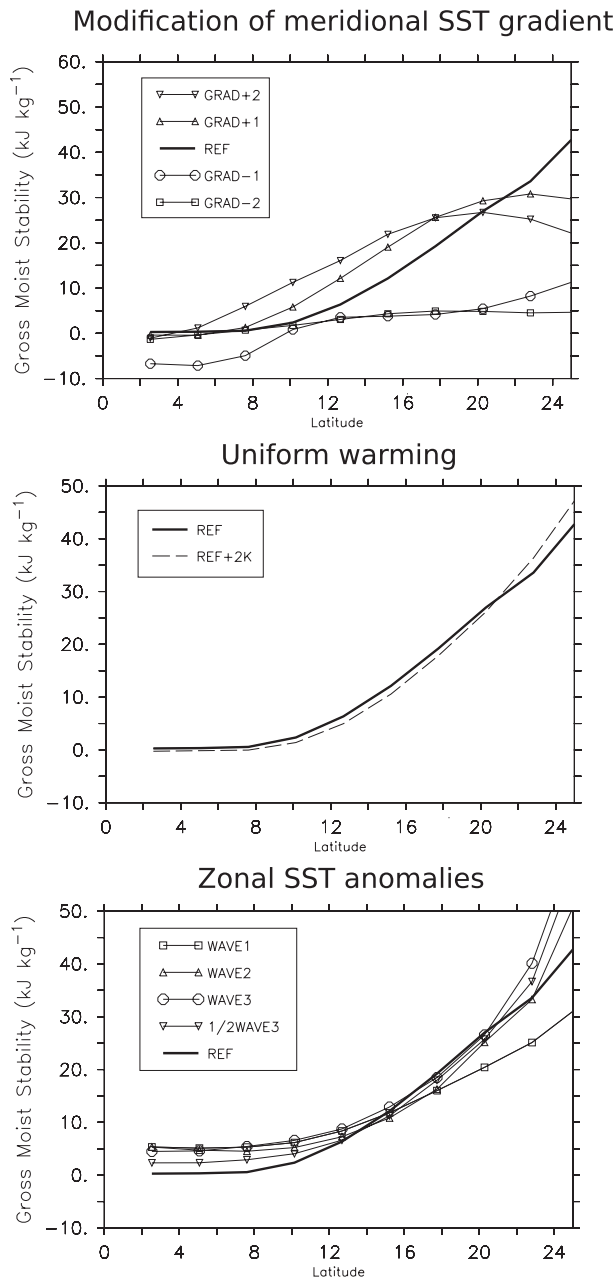 Modification of meridional SST gradient
Gross Moist Stability (kJ kg⁻¹)
60.
50.
40.
30.
20.
10.
0.
−10.
GRAD+2
GRAD+1
REF
GRAD−1
GRAD−2
0 4 8 12 16 20 24
Latitude
Uniform warming
Gross Moist Stability (kJ kg⁻¹)
50.
40.
30.
20.
10.
0.
−10.
REF
REF+2K
0 4 8 12 16 20 24
Latitude
Zonal SST anomalies
Gross Moist Stability (kJ kg⁻¹)
50.
40.
30.
20.
10.
0.
−10.
WAVE1
WAVE2
WAVE3
1/2WAVE3
REF
0 4 8 12 16 20 24
Latitude